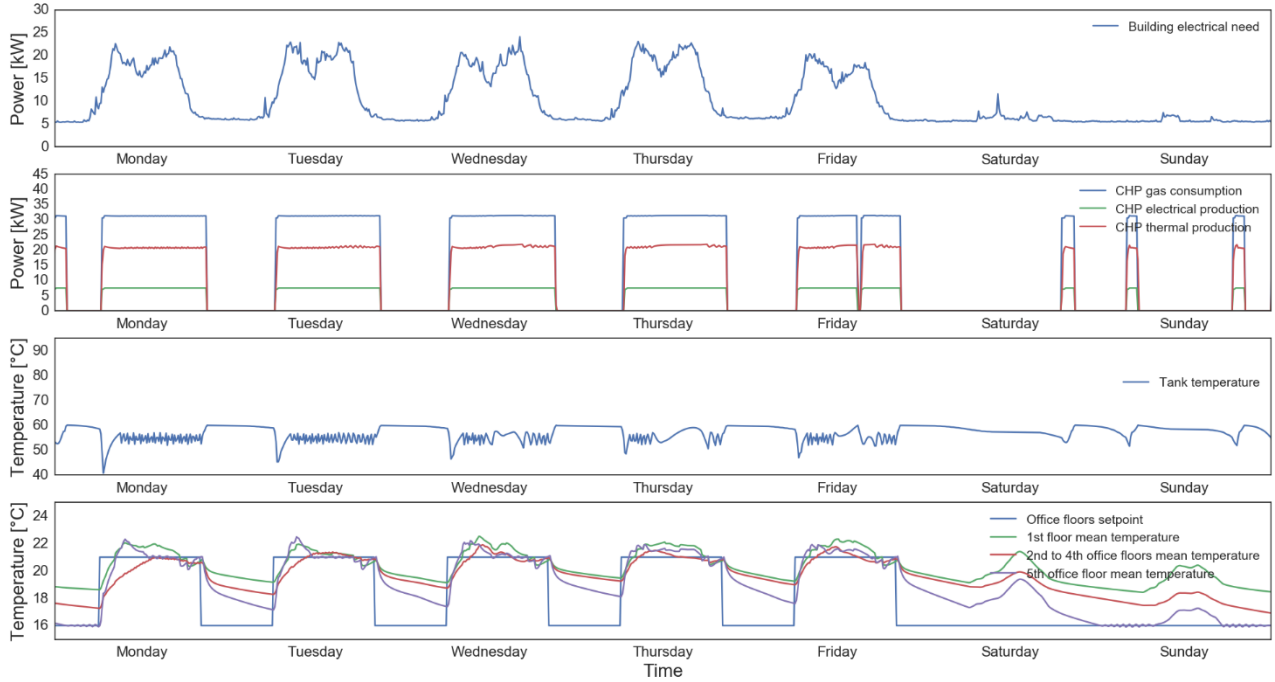 Power [kW]
30
25
20
15
10
5
0
Building electrical need
Monday Tuesday Wednesday Thursday Friday Saturday Sunday
Power [kW]
45
40
35
30
25
20
15
10
5
0
CHP gas consumption
CHP electrical production
CHP thermal production
Monday Tuesday Wednesday Thursday Friday Saturday Sunday
Temperature [°C]
90
80
70
60
50
40
Tank temperature
Monday Tuesday Wednesday Thursday Friday Saturday Sunday
Temperature [°C]
24
22
20
18
16
Office floors setpoint
1st floor mean temperature
2nd to 4th office floors mean temperature
5th office floor mean temperature
Monday Tuesday Wednesday Thursday Friday Saturday Sunday
Time